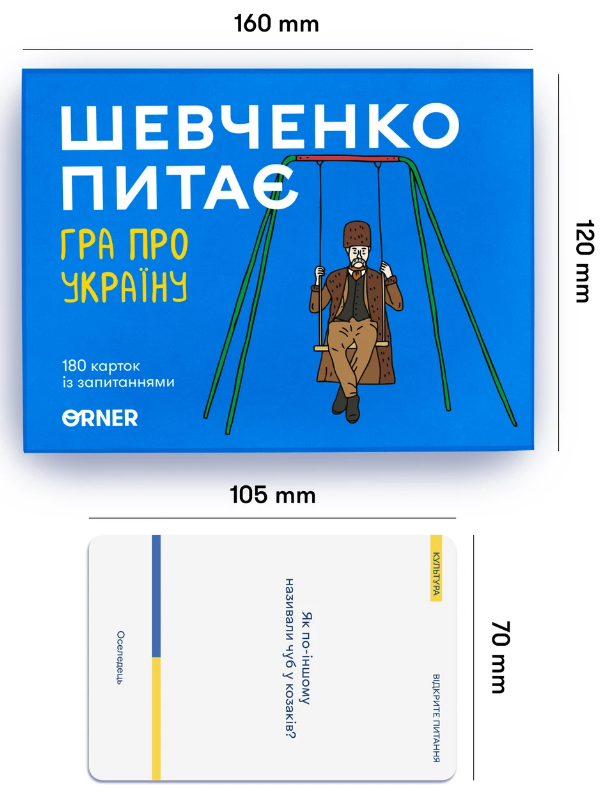 160 mm
ШЕВЧЕНКО
ПИТАЄ
ГРА ПРО
УКРАЇНУ
180 карток
із запитаннями
ORNER
120 mm
105 mm
КУЛЬТУРА
ВІДКРИТЕ ПИТАННЯ
Як по-іншому
називали чуб у козаків?
Оселедець
70 mm